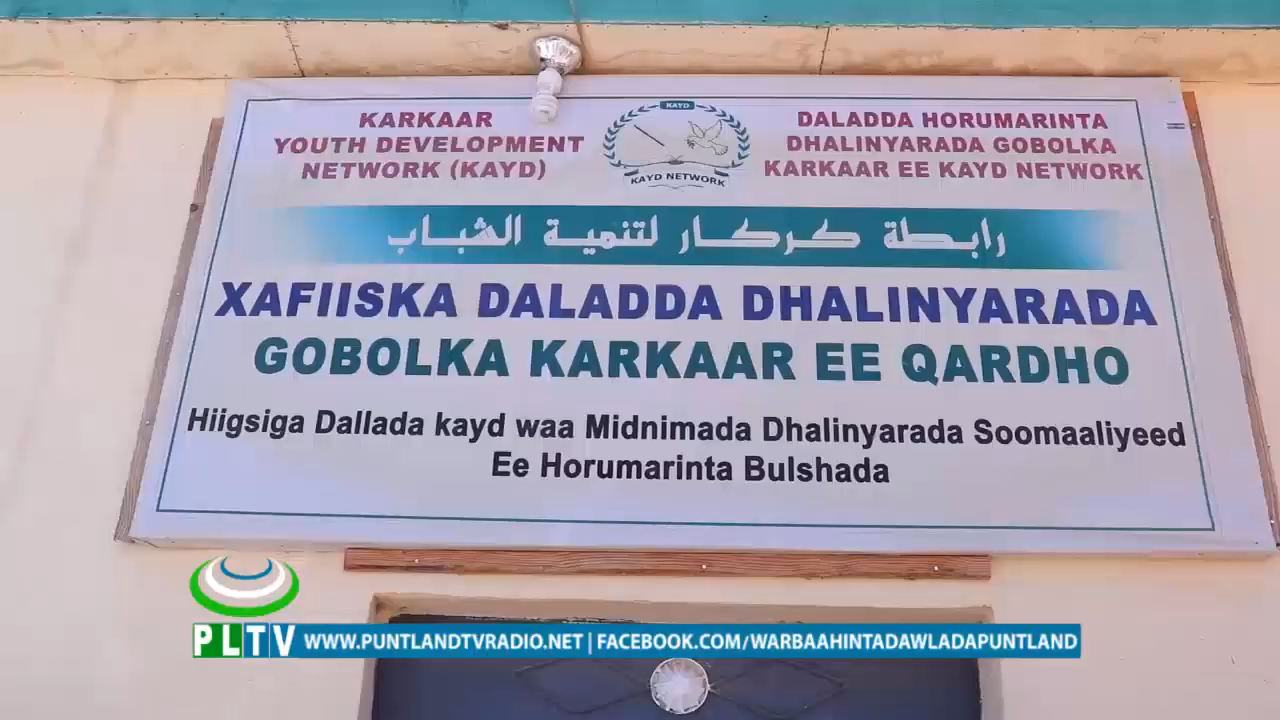 KARKAAR
YOUTH DEVELOPMENT
NETWORK (KAYD)
KAYD
KAYD NETWORK
DALADDA HORUMARINTA
DHALINYARADA GOBOLKA
KARKAAR EE KAYD NETWORK
رابطة كركار لتنمية الشباب
XAFIISKA DALADDA DHALINYARADA
GOBOLKA KARKAAR EE QARDHO
Hiigsiga Dallada kayd waa Midnimada Dhalinyarada Soomaaliyeed
Ee Horumarinta Bulshada
PLTV WWW.PUNTLANDTVRADIO.NET | FACEBOOK.COM/WARBAAHINTADAWLADAPUNTLAND